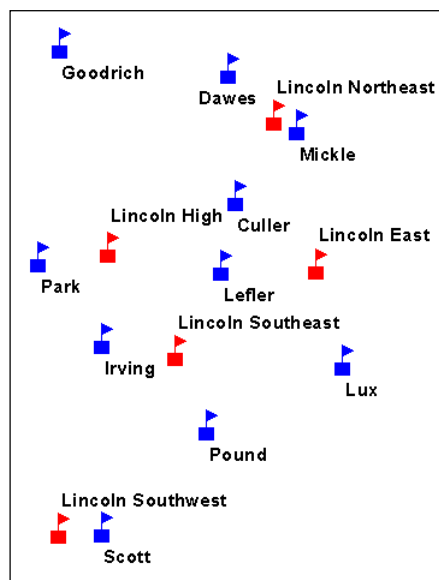 Goodrich
Dawes
Lincoln Northeast
Mickle
Lincoln High
Culler
Lincoln East
Park
Lefler
Lincoln Southeast
Irving
Lux
Pound
Lincoln Southwest
Scott